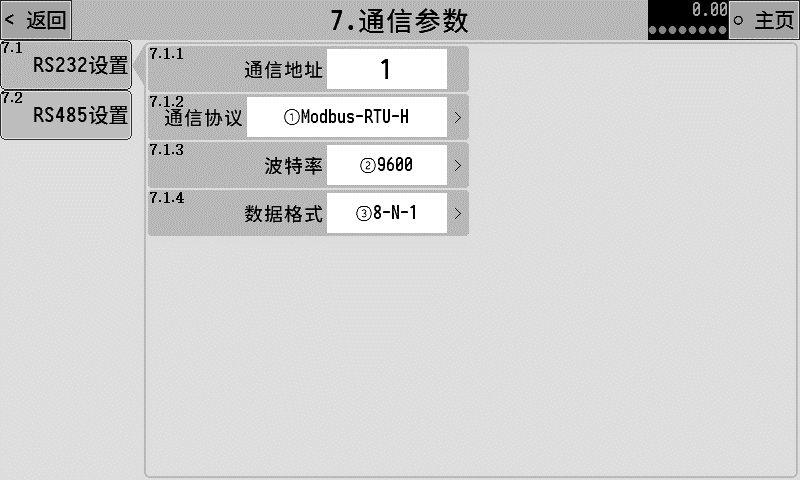 < 返回
7.通信参数
0.00
○ 主页
7.1
RS232设置
7.2
RS485设置
7.1.1
通信地址
1
7.1.2
通信协议
①Modbus-RTU-H
>
7.1.3
波特率
②9600
>
7.1.4
数据格式
③8-N-1
>